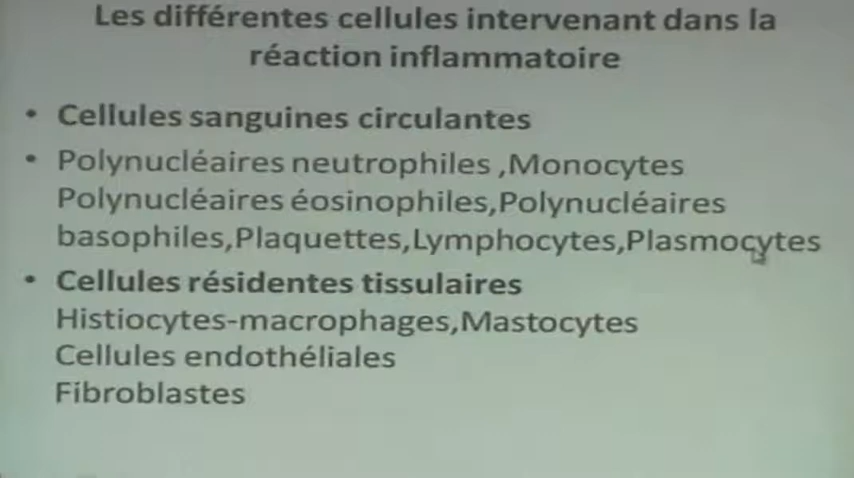 Les différentes cellules intervenant dans la
réaction inflammatoire
• Cellules sanguines circulantes
• Polynucléaires neutrophiles ,Monocytes
Polynucléaires éosinophiles,Polynucléaires
basophiles,Plaquettes,Lymphocytes,Plasmocytes
• Cellules résidentes tissulaires
Histiocytes-macrophages,Mastocytes
Cellules endothéliales
Fibroblastes